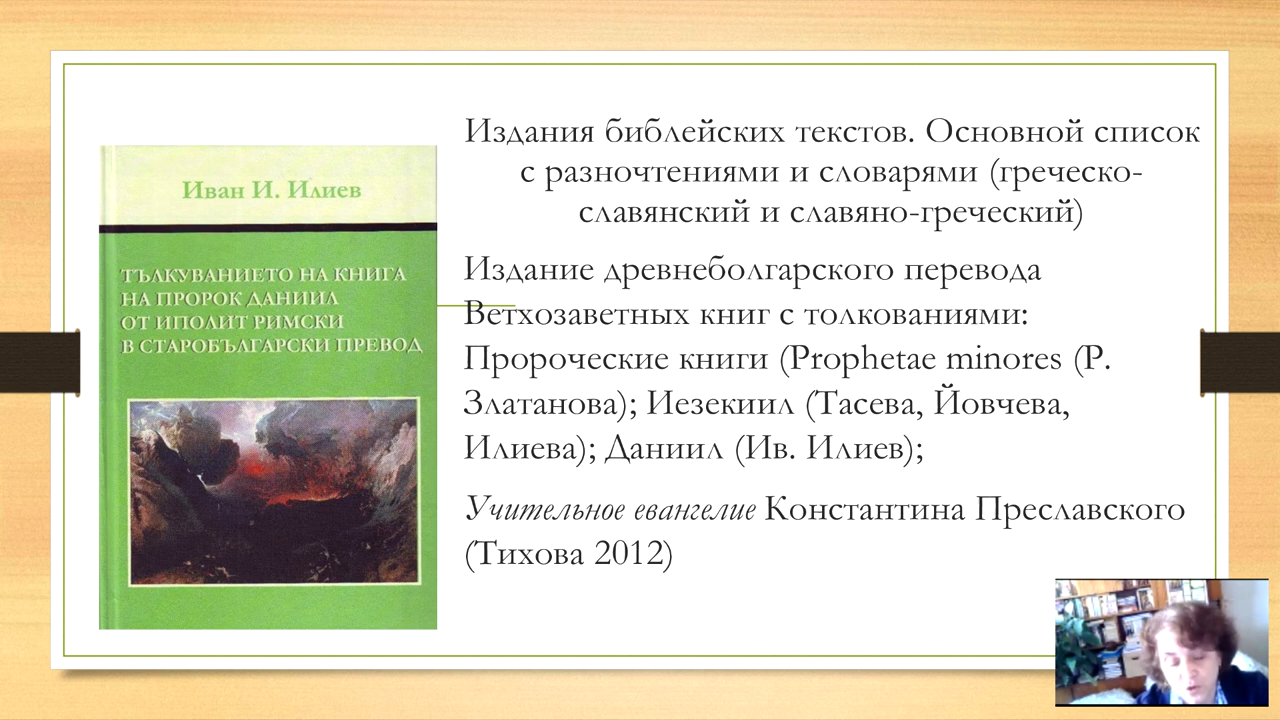 Иван И. Илиев
ТЪЛКУВАНИЕТО НА КНИГА
НА ПРОРОК ДАНИИЛ
ОТ ИПОЛИТ РИМСКИ
В СТАРОБЪЛГАРСКИ ПРЕВОД
Издания библейских текстов. Основной список
с разночтениями и словарями (греческо-
славянский и славяно-греческий)
Издание древнеболгарского перевода
Ветхозаветных книг с толкованиями:
Пророческие книги (Prophetae minores (Р.
Златанова); Иезекиил (Тасева, Йовчева,
Илиева); Даниил (Ив. Илиев);
Учительное евангелие Константина Преславского
(Тихова 2012)